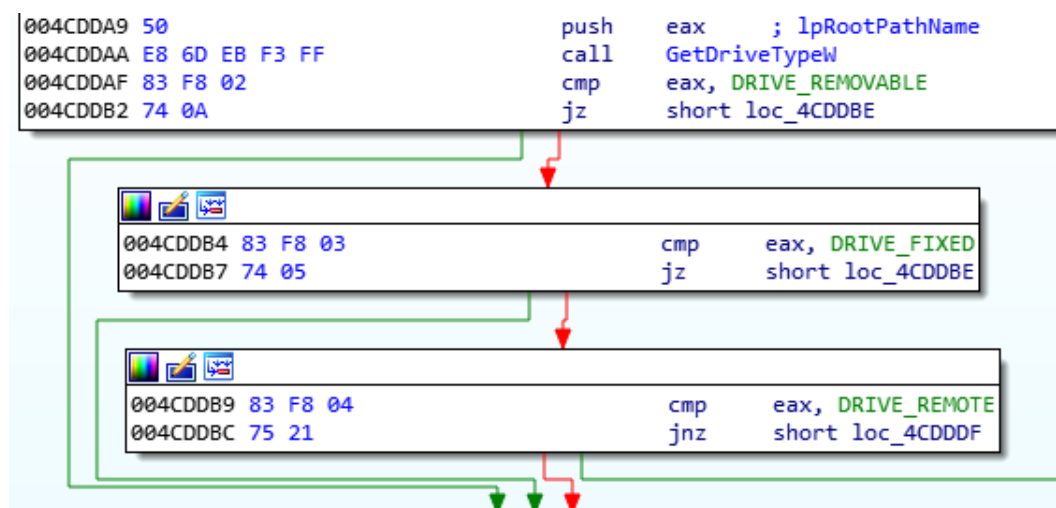 004CDDA9 50 push eax ; lpRootPathName
004CDDAA E8 6D EB F3 FF call GetDriveTypeW
004CDDAF 83 F8 02 cmp eax, DRIVE_REMOVABLE
004CDDB2 74 0A jz short loc_4CDDBE
004CDDB4 83 F8 03 cmp eax, DRIVE_FIXED
004CDDB7 74 05 jz short loc_4CDDBE
004CDDB9 83 F8 04 cmp eax, DRIVE_REMOTE
004CDDBC 75 21 jnz short loc_4CDDDF